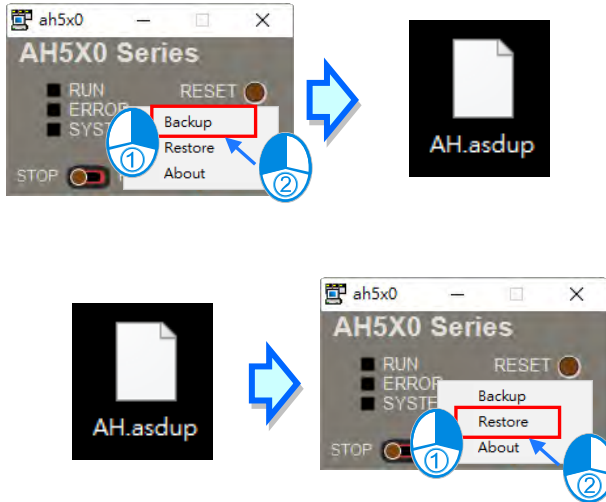 ah5x0
AH5X0 Series
RUN
RESET
ERROR
SYSTE
Backup
Restore
About
STOP
①
②
AH.asdup
AH.asdup
ah5x0
AH5X0 Series
RUN
RESET
ERROR
SYSTE
Backup
Restore
About
STOP
①
②